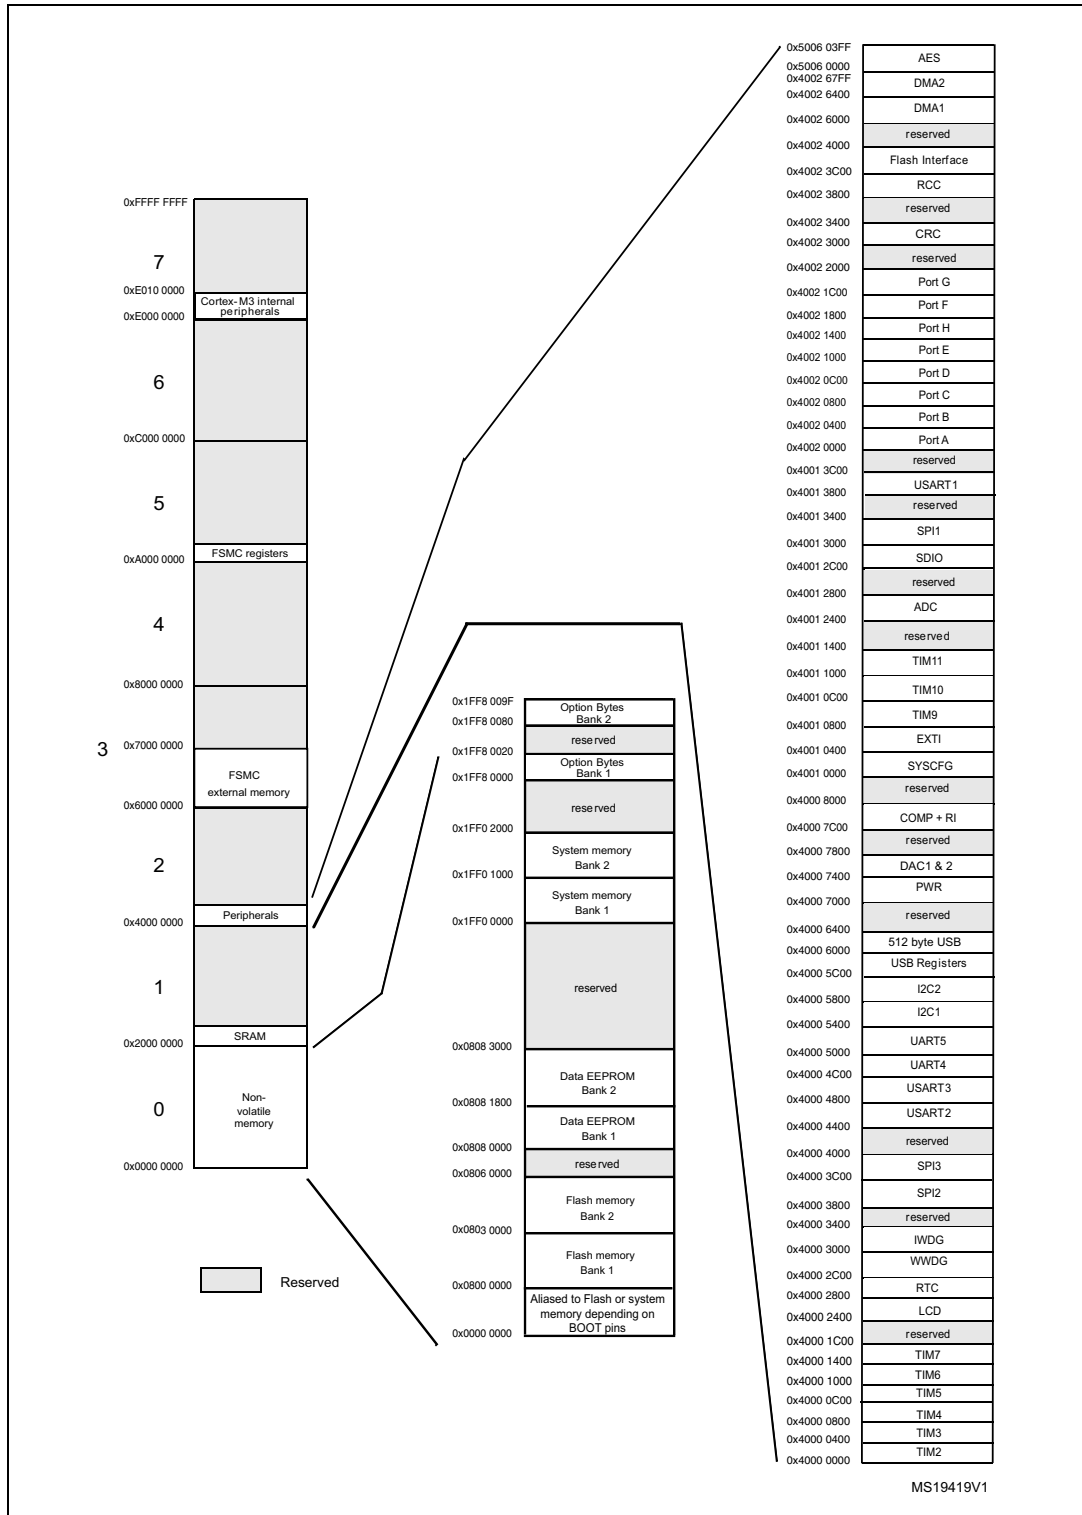 0xFFFF FFFF
7
0xE010 0000
Cortex-M3 internal
peripherals
0xE000 0000
6
0xC000 0000
5
FSMC registers
0xA000 0000
4
0x8000 0000
3
0x7000 0000
FSMC
external memory
0x6000 0000
2
Peripherals
0x4000 0000
1
SRAM
0x2000 0000
0
Non-
volatile
memory
0x0000 0000
Reserved
0x1FF8 009F
Option Bytes
Bank 2
0x1FF8 0080
reserved
0x1FF8 0020
Option Bytes
Bank 1
0x1FF8 0000
reserved
0x1FF0 2000
System memory
Bank 2
0x1FF0 1000
System memory
Bank 1
0x1FF0 0000
reserved
0x0808 3000
Data EEPROM
Bank 2
0x0808 1800
Data EEPROM
Bank 1
0x0808 0000
reserved
0x0806 0000
Flash memory
Bank 2
0x0803 0000
Flash memory
Bank 1
0x0800 0000
Aliased to Flash or system
memory depending on
BOOT pins
0x0000 0000
0x5006 03FF
AES
0x5006 0000
0x4002 67FF
DMA2
0x4002 6400
DMA1
0x4002 6000
reserved
0x4002 4000
Flash Interface
0x4002 3C00
RCC
0x4002 3800
reserved
0x4002 3400
CRC
0x4002 3000
reserved
0x4002 2000
Port G
0x4002 1C00
Port F
0x4002 1800
Port H
0x4002 1400
Port E
0x4002 1000
Port D
0x4002 0C00
Port C
0x4002 0800
Port B
0x4002 0400
Port A
0x4002 0000
reserved
0x4001 3C00
USART1
0x4001 3800
reserved
0x4001 3400
SPI1
0x4001 3000
SDIO
0x4001 2C00
reserved
0x4001 2800
ADC
0x4001 2400
reserved
0x4001 1400
TIM11
0x4001 1000
TIM10
0x4001 0C00
TIM9
0x4001 0800
EXTI
0x4001 0400
SYSCFG
0x4001 0000
reserved
0x4000 8000
COMP + RI
0x4000 7C00
reserved
0x4000 7800
DAC1 & 2
0x4000 7400
PWR
0x4000 7000
reserved
0x4000 6400
512 byte USB
0x4000 6000
USB Registers
0x4000 5C00
I2C2
0x4000 5800
I2C1
0x4000 5400
UART5
0x4000 5000
UART4
0x4000 4C00
USART3
0x4000 4800
USART2
0x4000 4400
reserved
0x4000 4000
SPI3
0x4000 3C00
SPI2
0x4000 3800
reserved
0x4000 3400
IWDG
0x4000 3000
WWDG
0x4000 2C00
RTC
0x4000 2800
LCD
0x4000 2400
reserved
0x4000 1C00
TIM7
0x4000 1400
TIM6
0x4000 1000
TIM5
0x4000 0C00
TIM4
0x4000 0800
TIM3
0x4000 0400
TIM2
0x4000 0000
MS19419V1